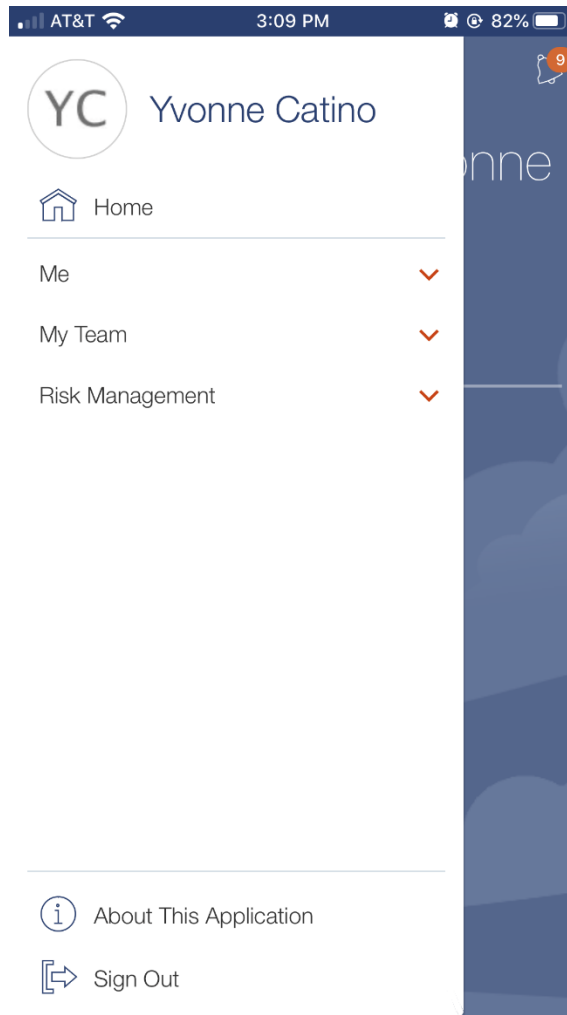 AT&T 3:09 PM 82%
9
YC Yvonne Catino
onne
Home
Me
My Team
Risk Management
About This Application
Sign Out